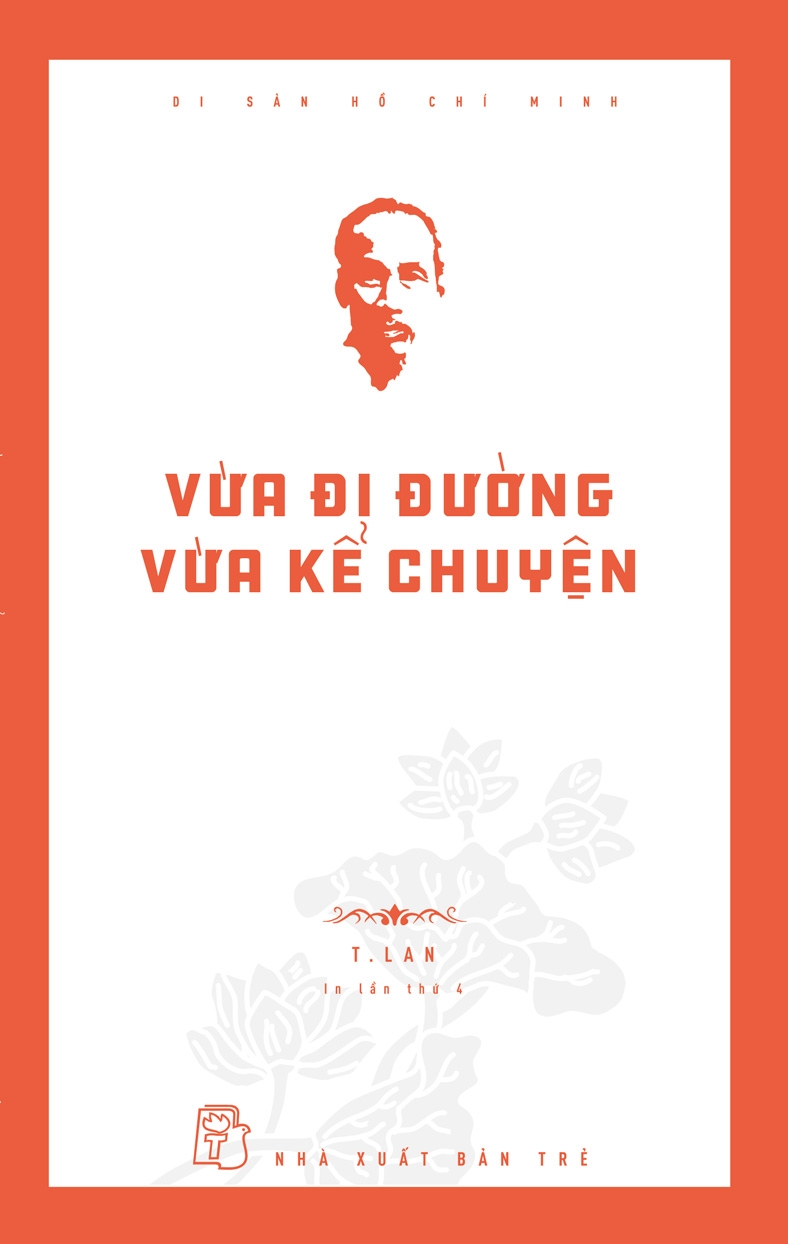 DI SẢN HỒ CHÍ MINH
VỪA ĐI ĐƯỜNG
VỪA KỂ CHUYỆN
T.LAN
In lần thứ 4
T
NHÀ XUẤT BẢN TRẺ